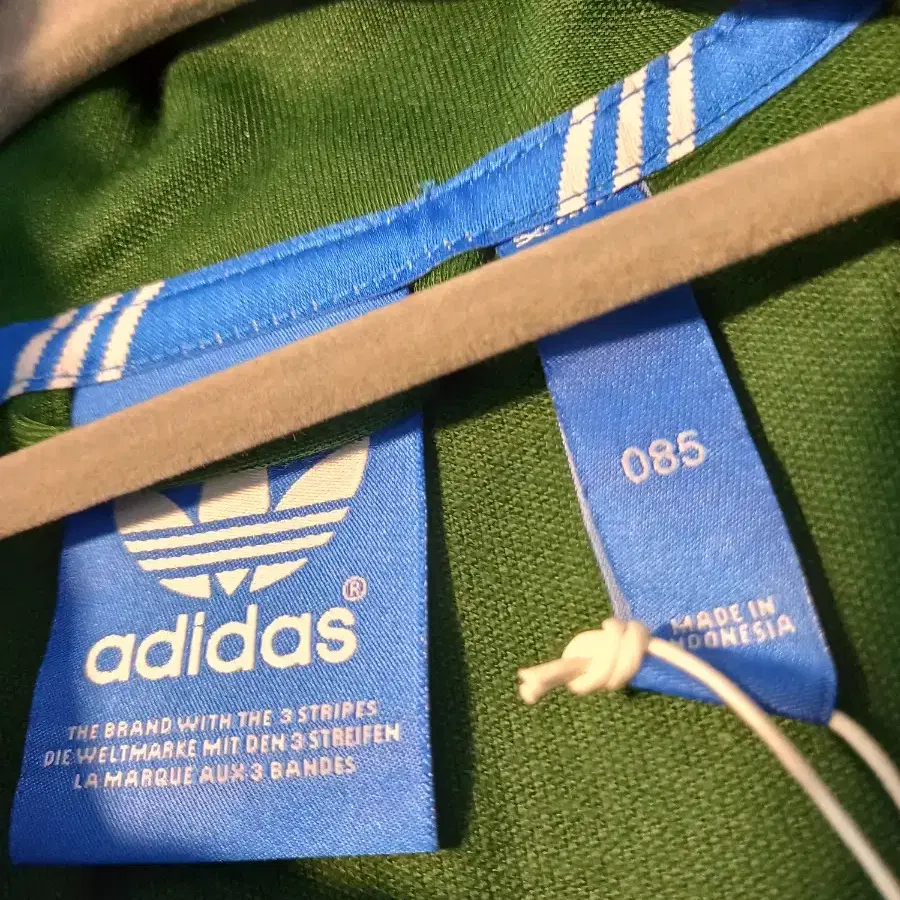 adidas®
THE BRAND WITH THE 3 STRIPES
DIE WELTMARKE MIT DEN 3 STREIFEN
LA MARQUE AUX 3 BANDES
085
MADE IN
INDONESIA